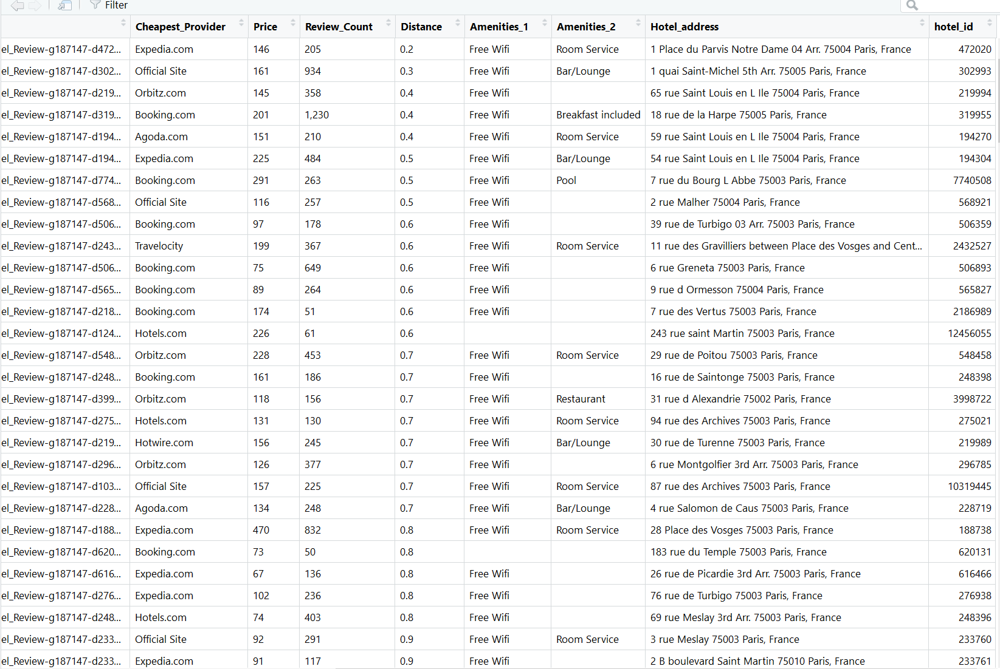 Filter
Cheapest_Provider Price Review_Count Distance Amenities_1 Amenities_2 Hotel_address hotel_id
el_Review-g187147-d472... Expedia.com 146 205 0.2 Free Wifi Room Service 1 Place du Parvis Notre Dame 04 Arr. 75004 Paris, France 472020
el_Review-g187147-d302... Official Site 161 934 0.3 Free Wifi Bar/Lounge 1 quai Saint-Michel 5th Arr. 75005 Paris, France 302993
el_Review-g187147-d219... Orbitz.com 145 358 0.4 Free Wifi 65 rue Saint Louis en L Ile 75004 Paris, France 219994
el_Review-g187147-d319... Booking.com 201 1,230 0.4 Free Wifi Breakfast included 18 rue de la Harpe 75005 Paris, France 319955
el_Review-g187147-d194... Agoda.com 151 210 0.4 Free Wifi Room Service 59 rue Saint Louis en L Ile 75004 Paris, France 194270
el_Review-g187147-d194... Expedia.com 225 484 0.5 Free Wifi Bar/Lounge 54 rue Saint Louis en L Ile 75004 Paris, France 194304
el_Review-g187147-d774... Booking.com 291 263 0.5 Free Wifi Pool 7 rue du Bourg L Abbe 75003 Paris, France 7740508
el_Review-g187147-d568... Official Site 116 257 0.5 Free Wifi 2 rue Malher 75004 Paris, France 568921
el_Review-g187147-d506... Booking.com 97 178 0.6 Free Wifi 39 rue de Turbigo 03 Arr. 75003 Paris, France 506359
el_Review-g187147-d243... Travelocity 199 367 0.6 Free Wifi Room Service 11 rue des Gravilliers between Place des Vosges and Cent... 2432527
el_Review-g187147-d506... Booking.com 75 649 0.6 Free Wifi 6 rue Greneta 75003 Paris, France 506893
el_Review-g187147-d565... Booking.com 89 264 0.6 Free Wifi 9 rue d Ormesson 75004 Paris, France 565827
el_Review-g187147-d218... Booking.com 174 51 0.6 Free Wifi 7 rue des Vertus 75003 Paris, France 2186989
el_Review-g187147-d124... Hotels.com 226 61 0.6 243 rue saint Martin 75003 Paris, France 12456055
el_Review-g187147-d548... Orbitz.com 228 453 0.7 Free Wifi Room Service 29 rue de Poitou 75003 Paris, France 548458
el_Review-g187147-d248... Booking.com 161 186 0.7 Free Wifi 16 rue de Saintonge 75003 Paris, France 248398
el_Review-g187147-d399... Orbitz.com 118 156 0.7 Free Wifi Restaurant 31 rue d Alexandrie 75002 Paris, France 3998722
el_Review-g187147-d275... Hotels.com 131 130 0.7 Free Wifi Room Service 94 rue des Archives 75003 Paris, France 275021
el_Review-g187147-d219... Hotwire.com 156 245 0.7 Free Wifi Bar/Lounge 30 rue de Turenne 75003 Paris, France 219989
el_Review-g187147-d296... Orbitz.com 126 377 0.7 Free Wifi 6 rue Montgolfier 3rd Arr. 75003 Paris, France 296785
el_Review-g187147-d103... Official Site 157 225 0.7 Free Wifi Room Service 87 rue des Archives 75003 Paris, France 10319445
el_Review-g187147-d228... Agoda.com 134 248 0.7 Free Wifi Bar/Lounge 4 rue Salomon de Caus 75003 Paris, France 228719
el_Review-g187147-d188... Expedia.com 470 832 0.8 Free Wifi Room Service 28 Place des Vosges 75003 Paris, France 188738
el_Review-g187147-d620... Booking.com 73 50 0.8 183 rue du Temple 75003 Paris, France 620131
el_Review-g187147-d616... Expedia.com 67 136 0.8 Free Wifi 26 rue de Picardie 3rd Arr. 75003 Paris, France 616466
el_Review-g187147-d276... Expedia.com 102 236 0.8 Free Wifi 76 rue de Turbigo 75003 Paris, France 276938
el_Review-g187147-d248... Hotels.com 74 403 0.8 Free Wifi 69 rue Meslay 3rd Arr. 75003 Paris, France 248396
el_Review-g187147-d233... Official Site 92 291 0.9 Free Wifi Room Service 3 rue Meslay 75003 Paris, France 233760
el_Review-g187147-d233... Expedia.com 91 117 0.9 Free Wifi 2 B boulevard Saint Martin 75010 Paris, France 233761